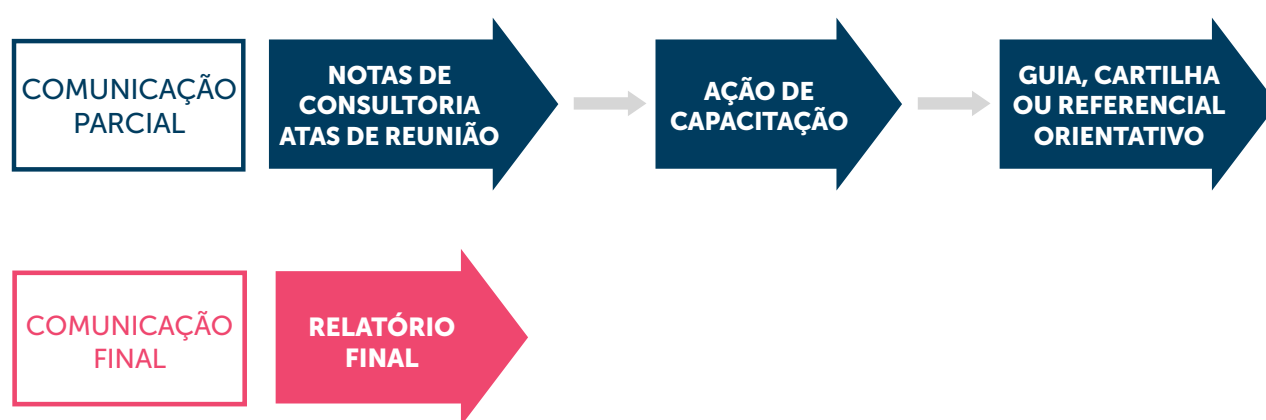 COMUNICAÇÃO
PARCIAL
NOTAS DE
CONSULTORIA
ATAS DE REUNIÃO
AÇÃO DE
CAPACITAÇÃO
GUIA, CARTILHA
OU REFERENCIAL
ORIENTATIVO
COMUNICAÇÃO
FINAL
RELATÓRIO
FINAL